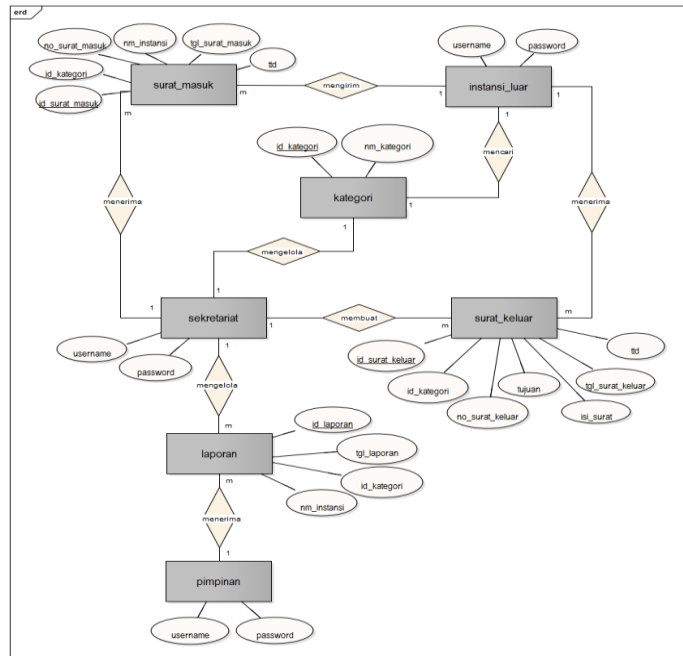 erd
username
password
no_surat_masuk
nm_instansi
tgl_surat_masuk
id_kategori
ttd
id_surat_masuk
surat_masuk
m
mengirim
1
instansi_luar
m
1
1
id_kategori
nm_kategori
mencari
kategori
1
1
menerima
menerima
mengelola
1
1
m
sekretariat
1
membuat
m
surat_keluar
username
password
1
id_surat_keluar
ttd
id_kategori
tujuan
tgl_surat_keluar
no_surat_keluar
isi_surat
mengelola
m
id_laporan
laporan
tgl_laporan
id_kategori
nm_instansi
m
menerima
1
pimpinan
username
password